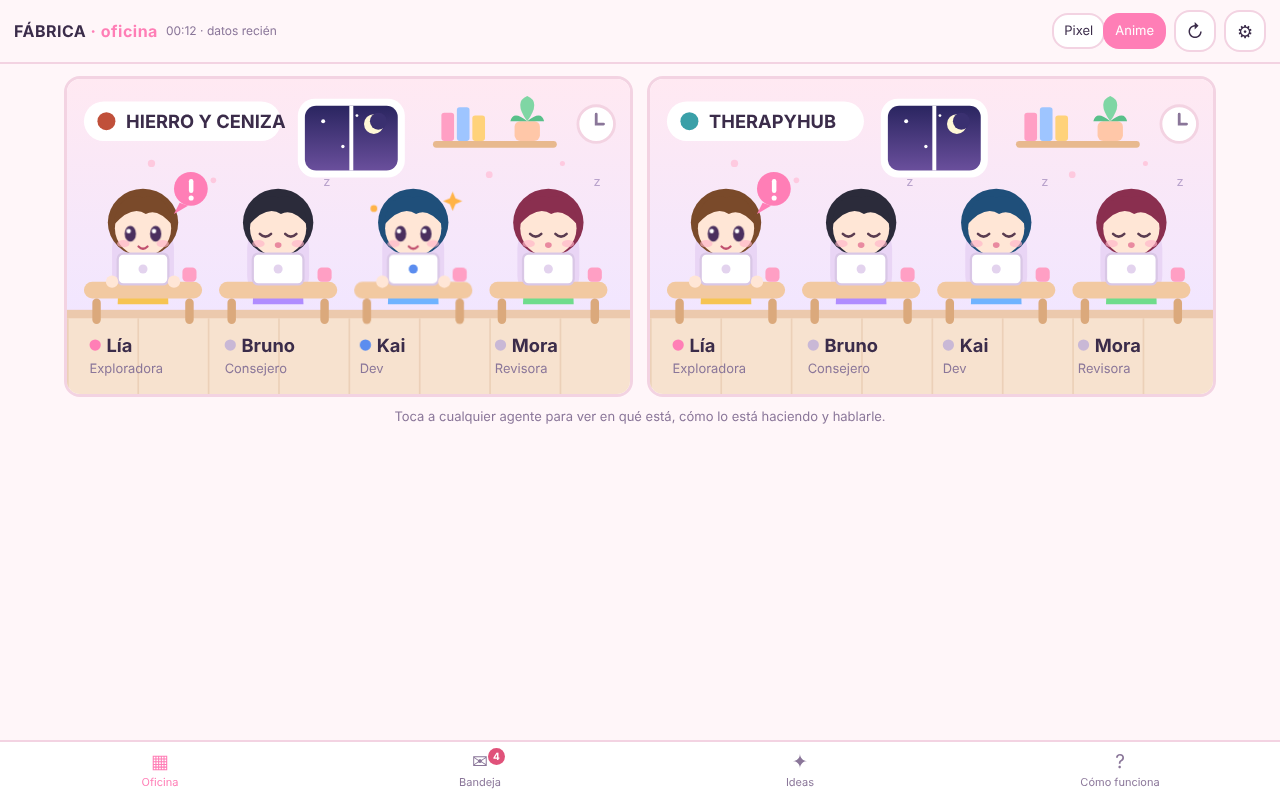 FÁBRICA · oficina 00:12 · datos recién
Pixel Anime
HIERRO Y CENIZA
z z
Lía Bruno Kai Mora
Exploradora Consejero Dev Revisora
THERAPYHUB
z z z
Lía Bruno Kai Mora
Exploradora Consejero Dev Revisora
Toca a cualquier agente para ver en qué está, cómo lo está haciendo y hablarle.
4
Oficina Bandeja Ideas Cómo funciona